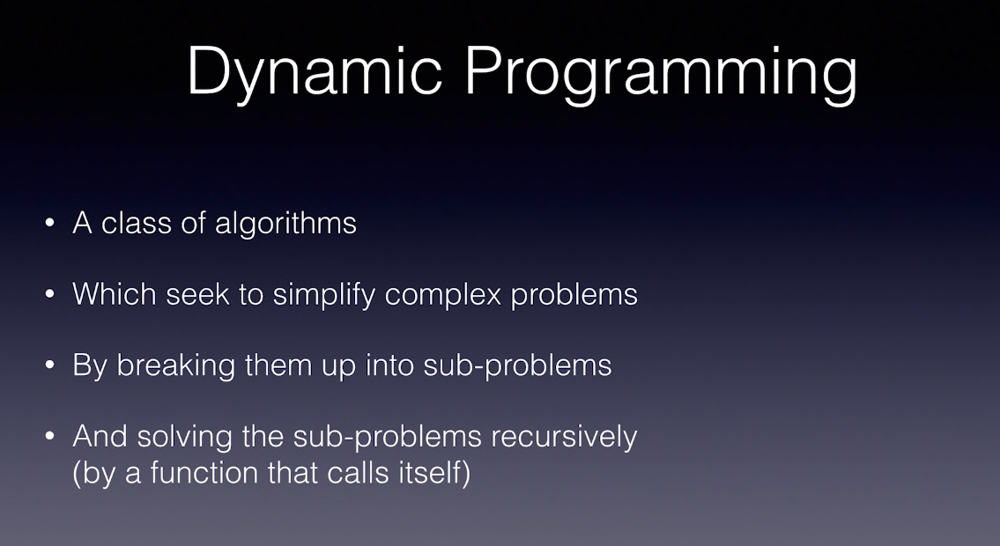 Dynamic Programming
• A class of algorithms
• Which seek to simplify complex problems
• By breaking them up into sub-problems
• And solving the sub-problems recursively
(by a function that calls itself)